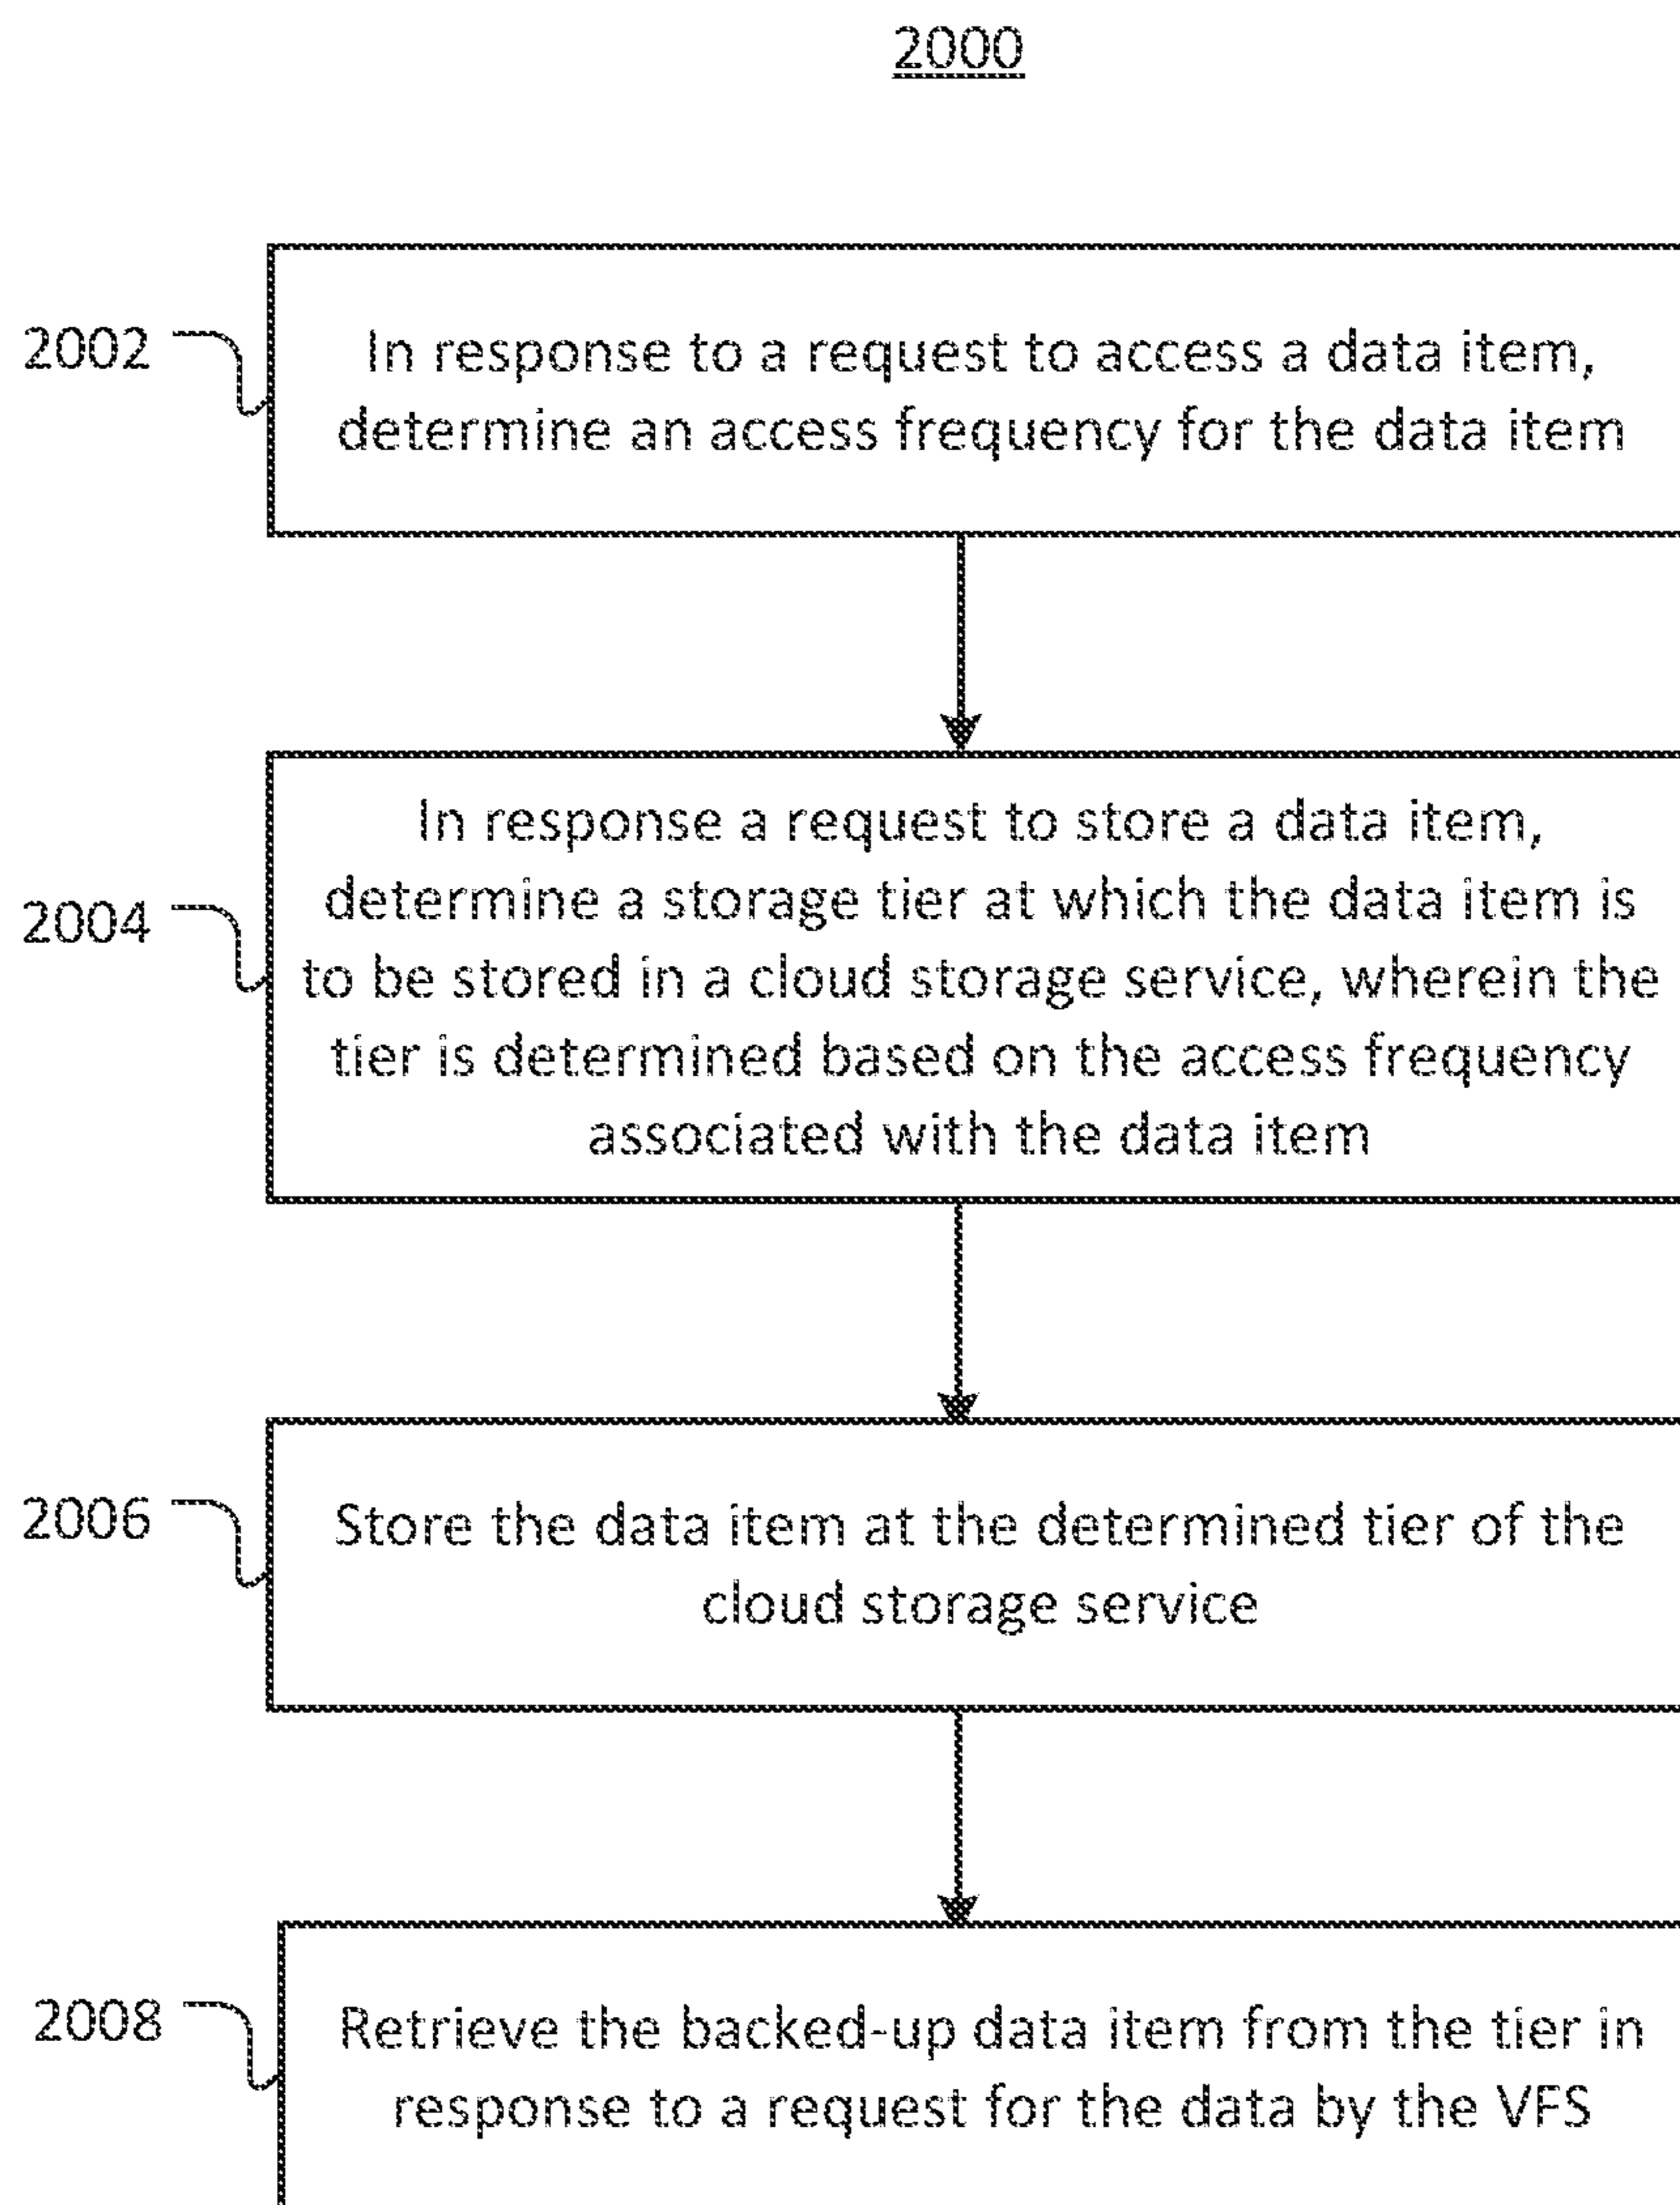 2000
2002
In response to a request to access a data item,
determine an access frequency for the data item
2004
In response a request to store a data item,
determine a storage tier at which the data item is
to be stored in a cloud storage service, wherein the
tier is determined based on the access frequency
associated with the data item
2006
Store the data item at the determined tier of the
cloud storage service
2008
Retrieve the backed-up data item from the tier in
response to a request for the data by the VFS